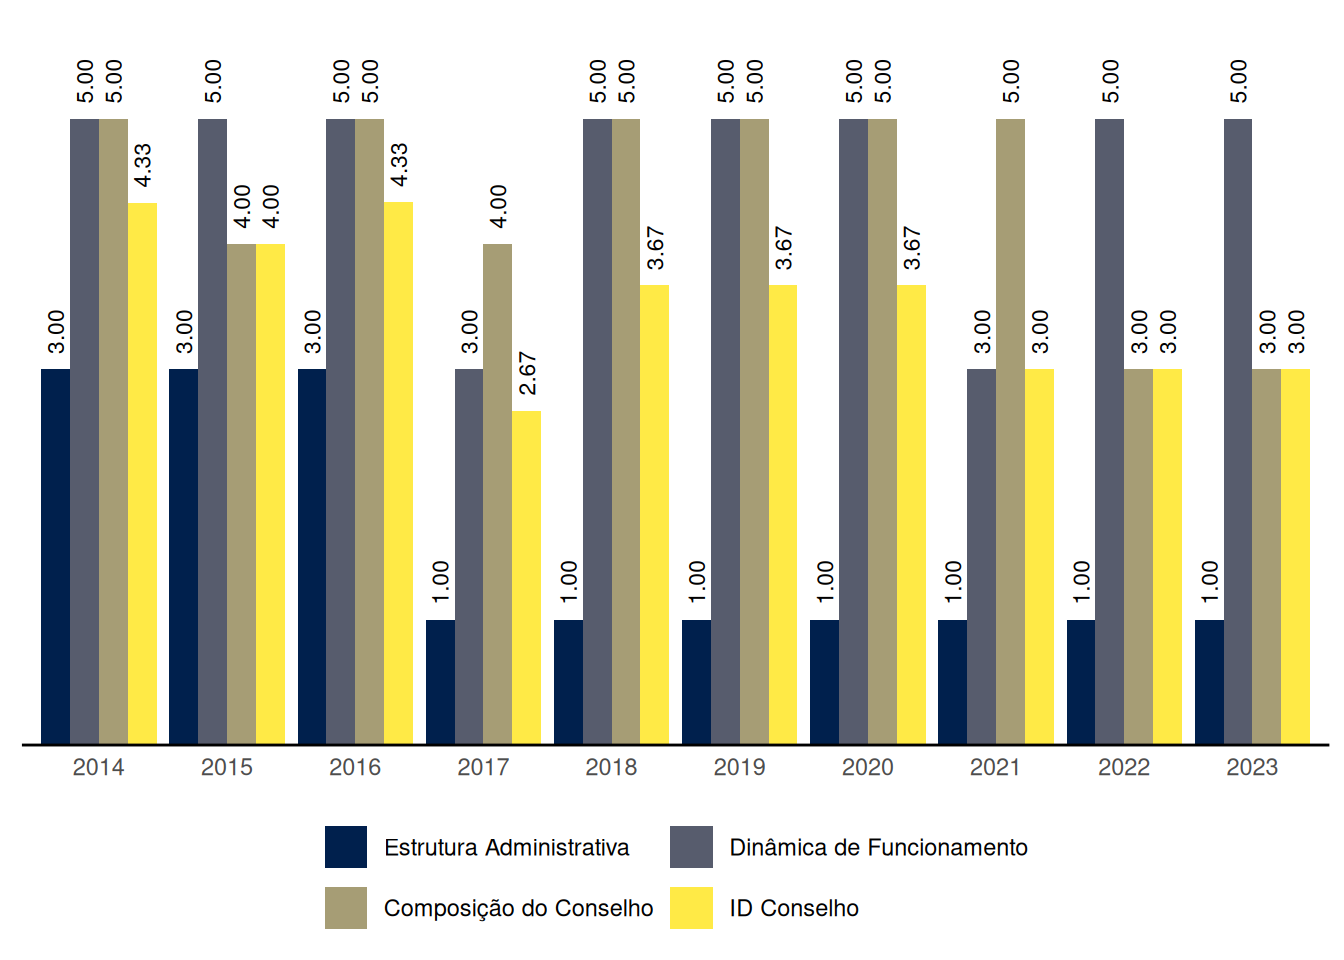 3.00 5.00 5.00 4.33
3.00 5.00 4.00 4.00
3.00 5.00 5.00 4.33
1.00 3.00 4.00 2.67
1.00 5.00 5.00 3.67
1.00 5.00 5.00 3.67
1.00 5.00 5.00 3.67
1.00 3.00 5.00 3.00
1.00 5.00 3.00 3.00
1.00 5.00 3.00 3.00
2014 2015 2016 2017 2018 2019 2020 2021 2022 2023
Estrutura Administrativa Dinâmica de Funcionamento
Composição do Conselho ID Conselho